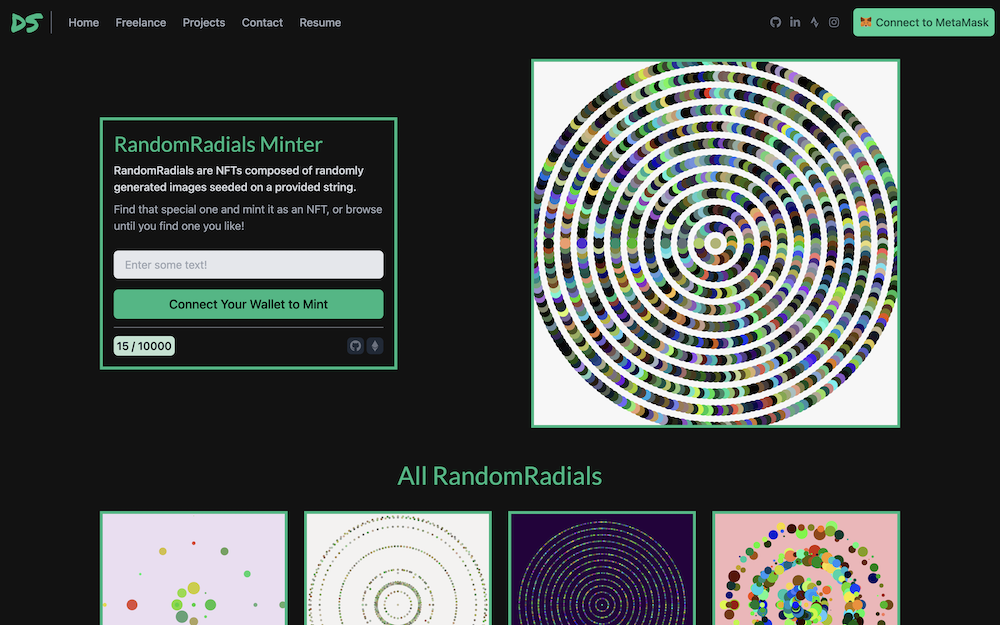 DS
Home Freelance Projects Contact Resume
Connect to MetaMask
RandomRadials Minter
RandomRadials are NFTs composed of randomly
generated images seeded on a provided string.
Find that special one and mint it as an NFT, or browse
until you find one you like!
Enter some text!
Connect Your Wallet to Mint
15 / 10000
All RandomRadials